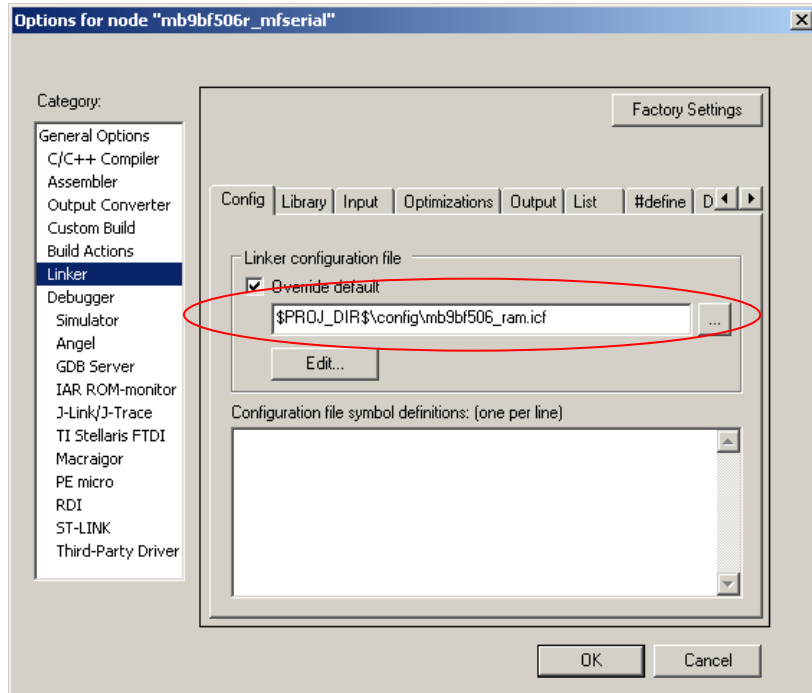 Options for node "mb9bf506r_mfserial"
Category:
General Options
C/C++ Compiler
Assembler
Output Converter
Custom Build
Build Actions
Linker
Debugger
Simulator
Angel
GDB Server
IAR ROM-monitor
J-Link/J-Trace
TI Stellaris FTDI
Macraigor
PE micro
RDI
ST-LINK
Third-Party Driver
Factory Settings
Config Library Input Optimizations Output List #define D
Linker configuration file
Override default
$PROJ_DIR$\config\mb9bf506_ram.icf
...
Edit...
Configuration file symbol definitions: (one per line)
OK Cancel